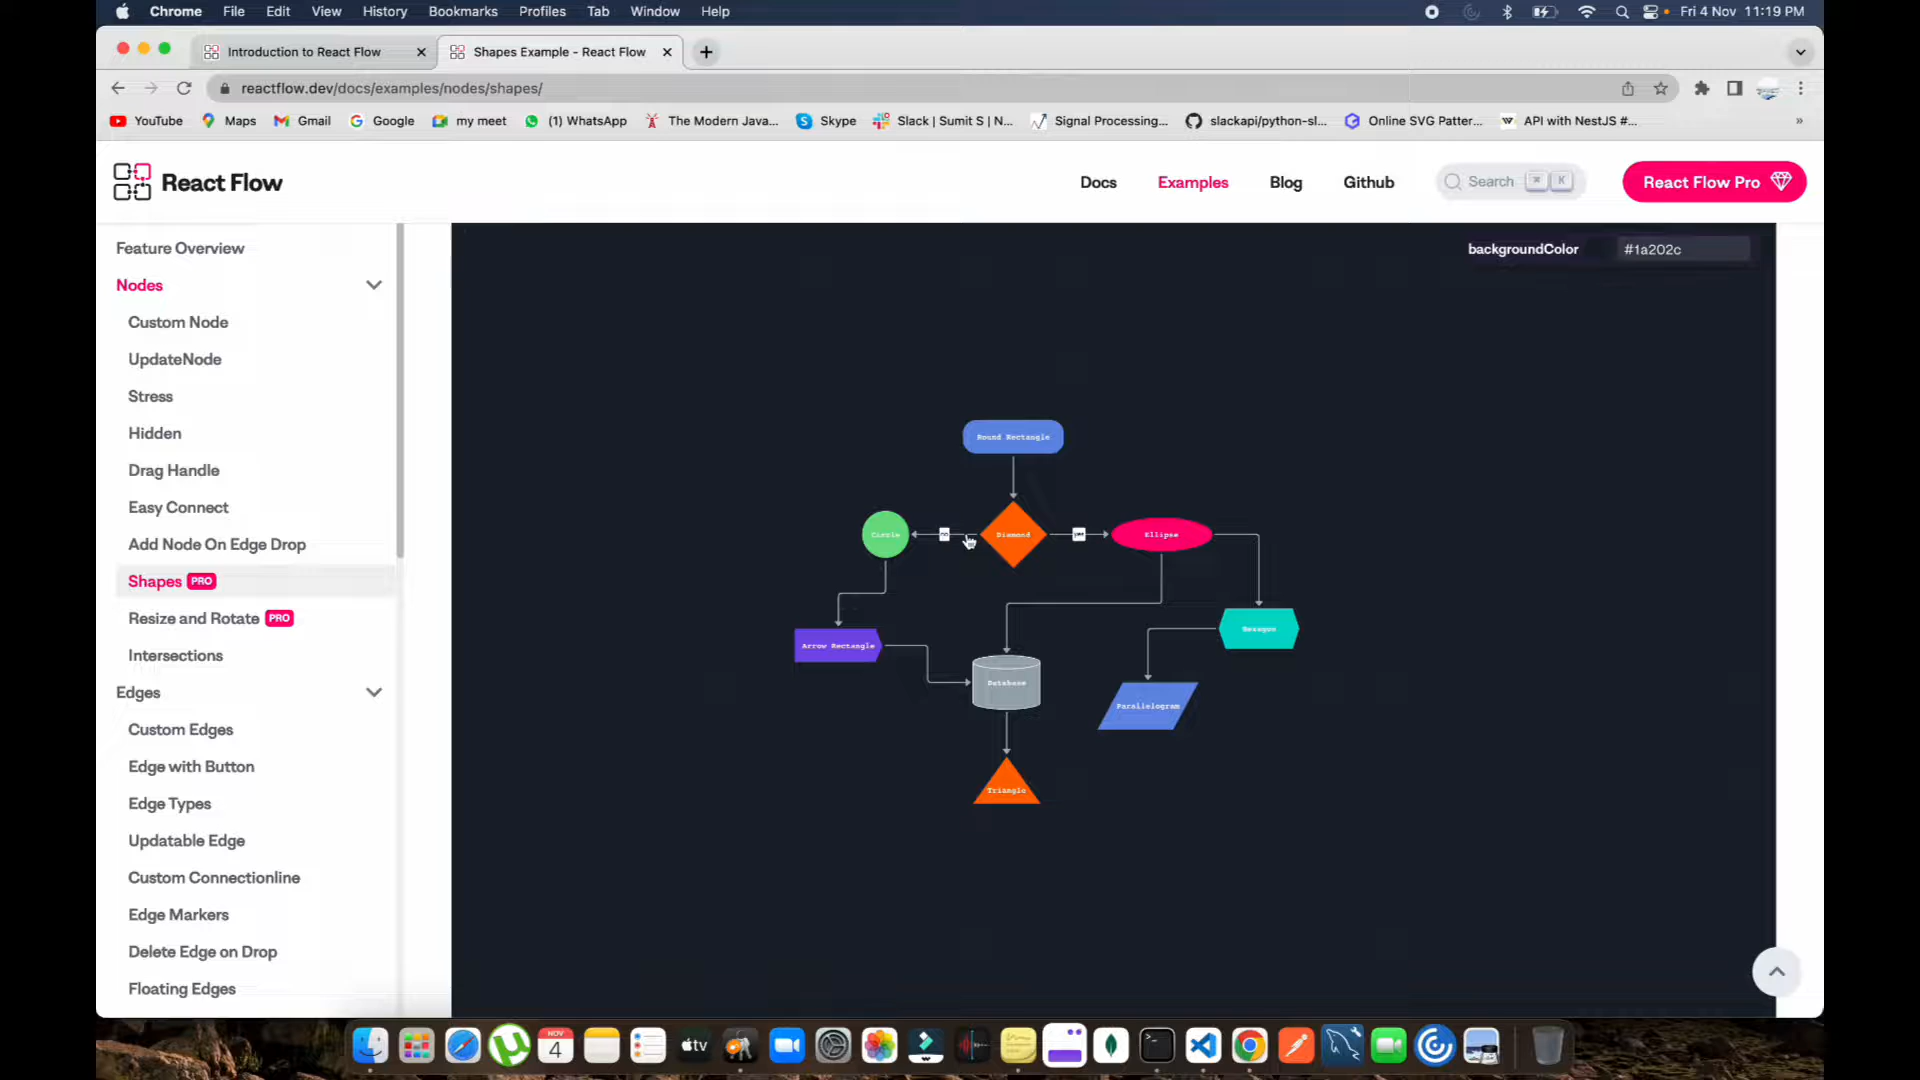 Chrome File Edit View History Bookmarks Profiles Tab Window Help Fri 4 Nov 11:19 PM
Introduction to React Flow Shapes Example - React Flow
reactflow.dev/docs/examples/nodes/shapes/
YouTube Maps Gmail Google my meet (1) WhatsApp The Modern Java... Skype Slack | Sumit S | N... Signal Processing... slackapi/python-sl... Online SVG Patter... API with NestJS #... »
React Flow Docs Examples Blog Github Search ⌘ K React Flow Pro
Feature Overview
Nodes
Custom Node
UpdateNode
Stress
Hidden
Drag Handle
Easy Connect
Add Node On Edge Drop
Shapes PRO
Resize and Rotate PRO
Intersections
Edges
Custom Edges
Edge with Button
Edge Types
Updatable Edge
Custom Connectionline
Edge Markers
Delete Edge on Drop
Floating Edges
backgroundColor #1a202c
Round Rectangle
Circle no Diamond yes Ellipse
Hexagon
Arrow Rectangle
Database
Parallelogram
Triangle
NOV
4
tv